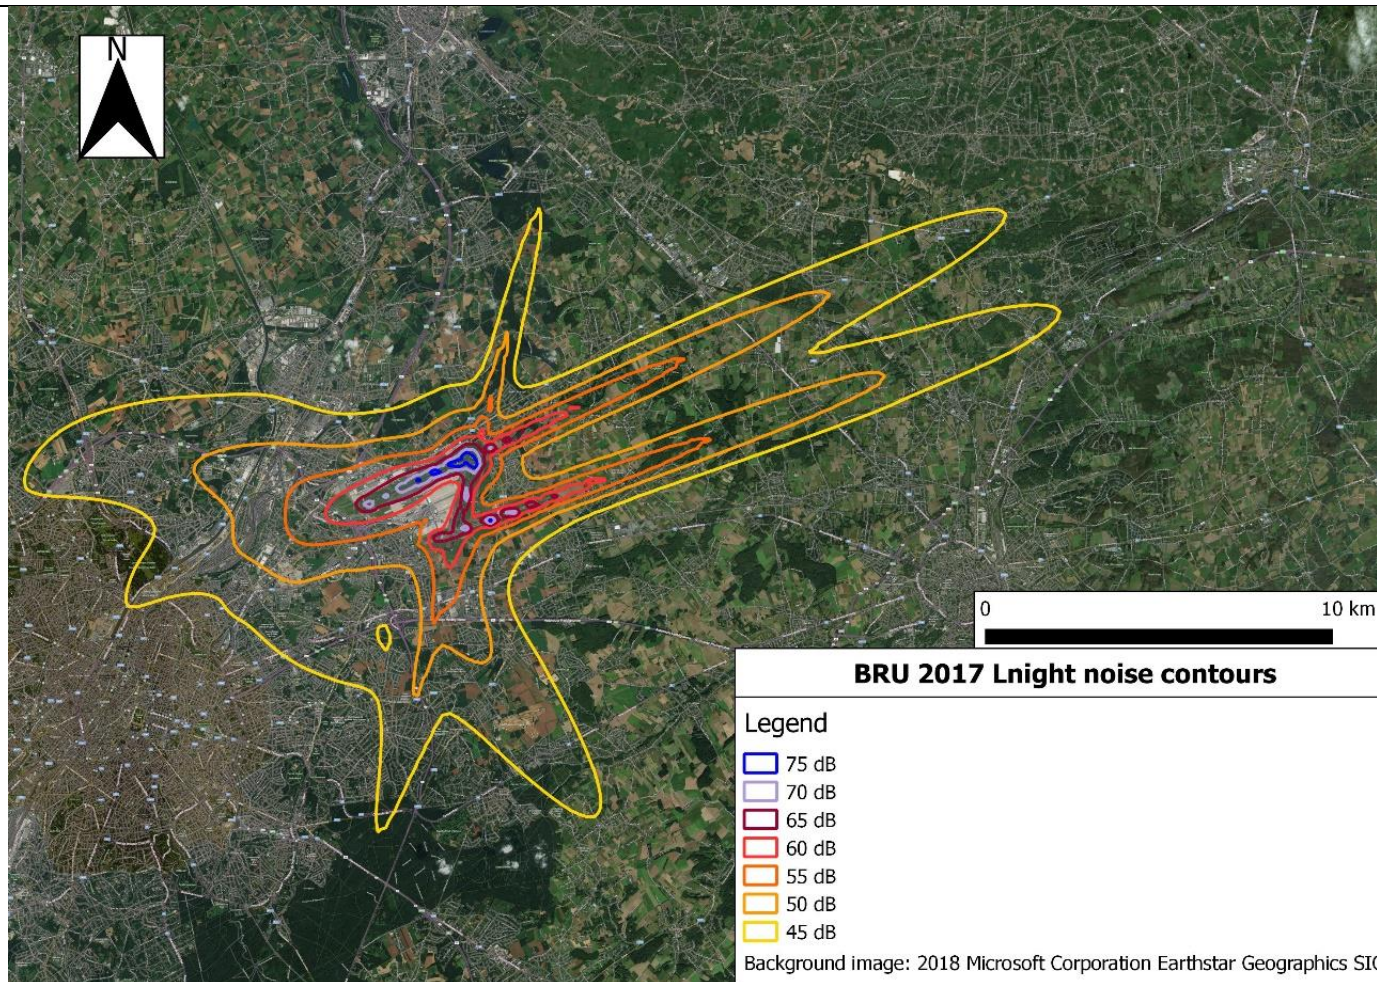 N
0 10 km
BRU 2017 Lnight noise contours
Legend
75 dB
70 dB
65 dB
60 dB
55 dB
50 dB
45 dB
Background image: 2018 Microsoft Corporation Earthstar Geographics SIO